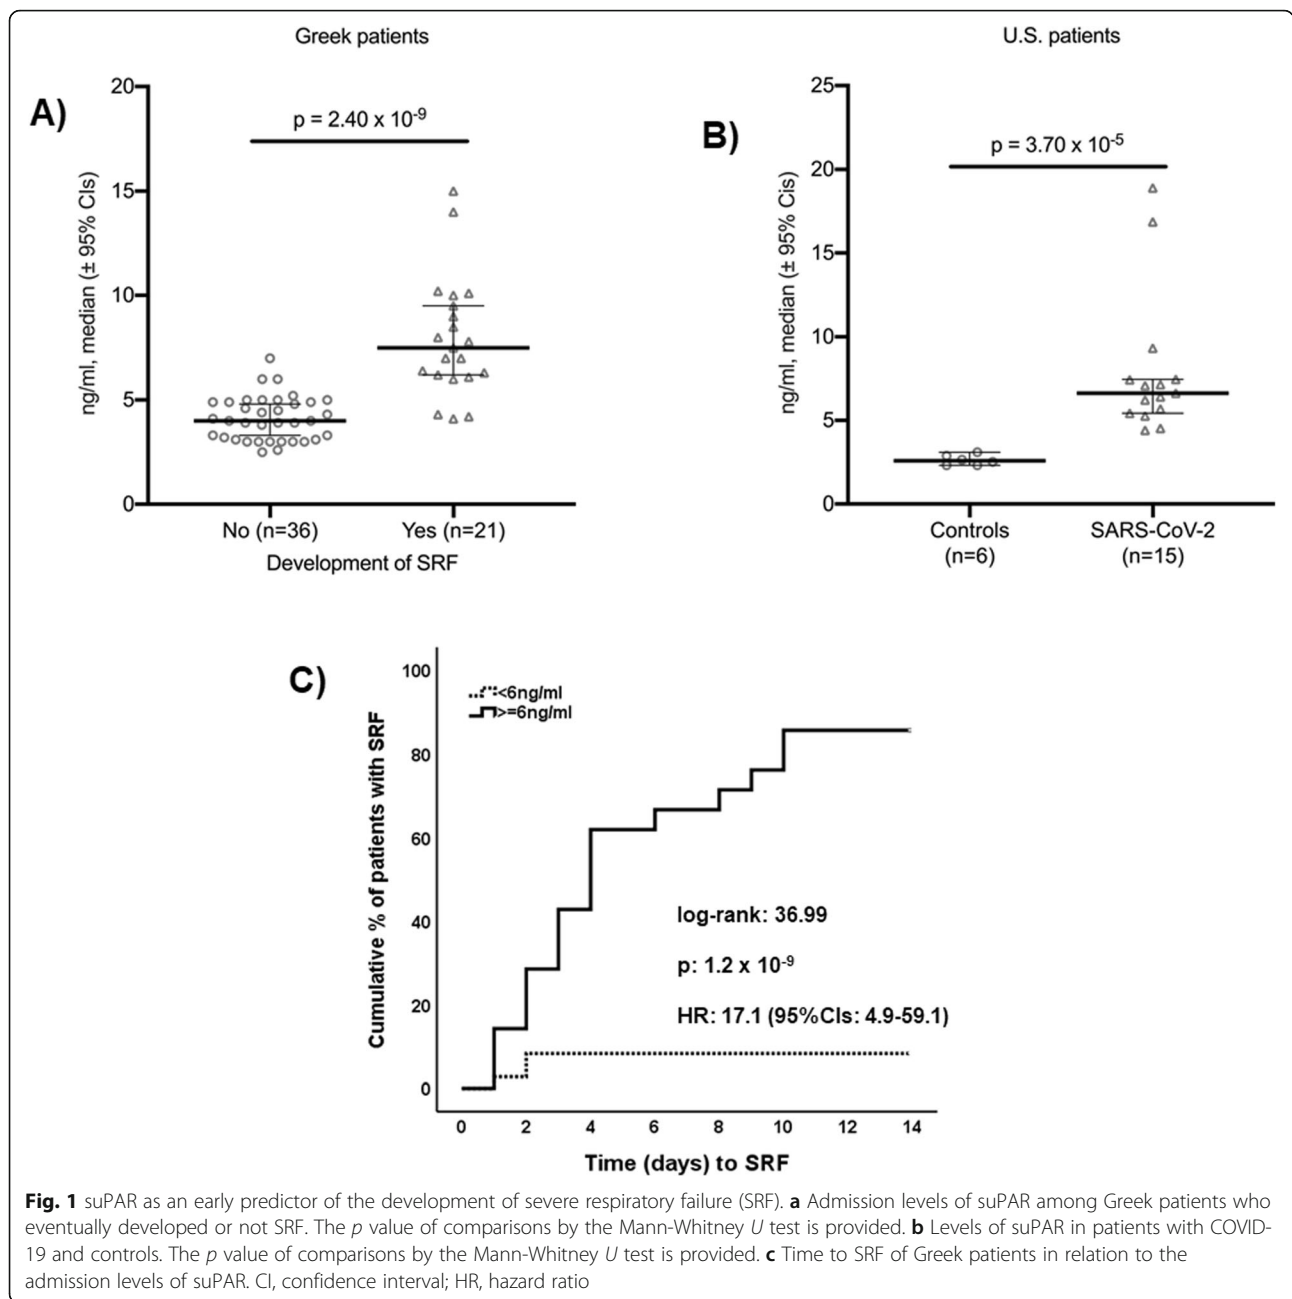 Greek patients
A)
20
15
10
5
0
ng/ml, median (± 95% CIs)
p = 2.40 x 10-9
No (n=36)
Yes (n=21)
Development of SRF
U.S. patients
B)
25
20
15
10
5
0
ng/ml, median (± 95% Cis)
p = 3.70 x 10-5
Controls
(n=6)
SARS-CoV-2
(n=15)
C)
100
80
60
40
20
0
Cumulative % of patients with SRF
<6ng/ml
>=6ng/ml
log-rank: 36.99
p: 1.2 x 10-9
HR: 17.1 (95%CIs: 4.9-59.1)
0 2 4 6 8 10 12 14
Time (days) to SRF
Fig. 1 suPAR as an early predictor of the development of severe respiratory failure (SRF). a Admission levels of suPAR among Greek patients who
eventually developed or not SRF. The p value of comparisons by the Mann-Whitney U test is provided. b Levels of suPAR in patients with COVID-
19 and controls. The p value of comparisons by the Mann-Whitney U test is provided. c Time to SRF of Greek patients in relation to the
admission levels of suPAR. CI, confidence interval; HR, hazard ratio